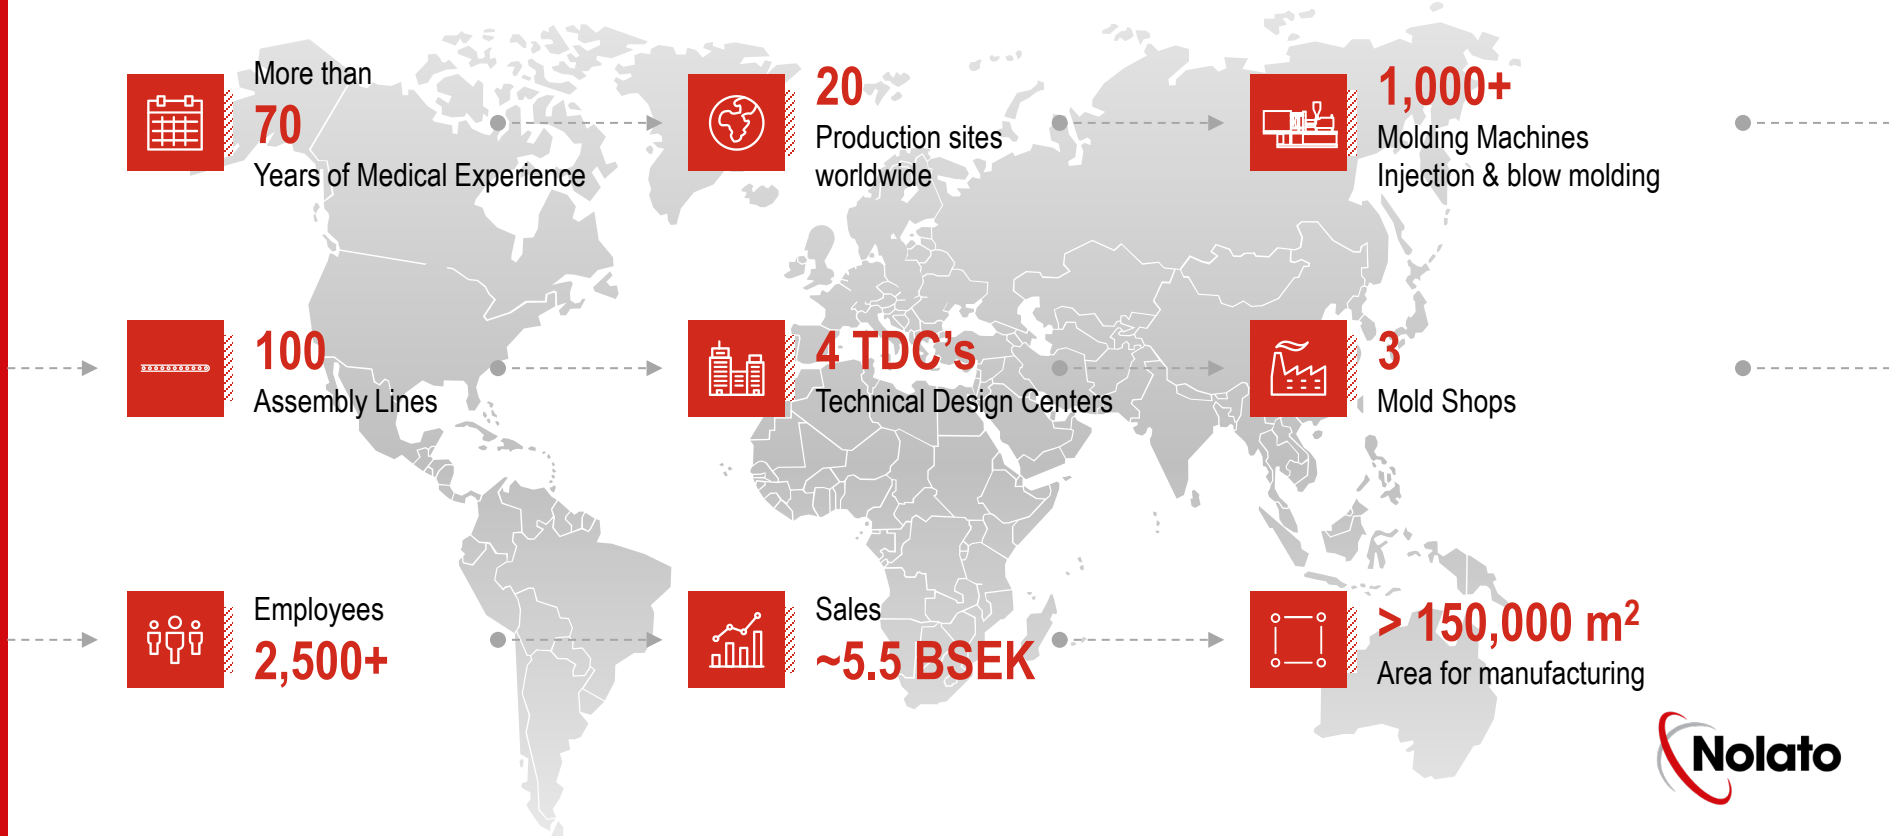 More than
70
Years of Medical Experience
20
Production sites
worldwide
1,000+
Molding Machines
Injection & blow molding
100
Assembly Lines
4 TDC’s
Technical Design Centers
3
Mold Shops
Employees
2,500+
Sales
~5.5 BSEK
> 150,000 m²
Area for manufacturing
Nolato